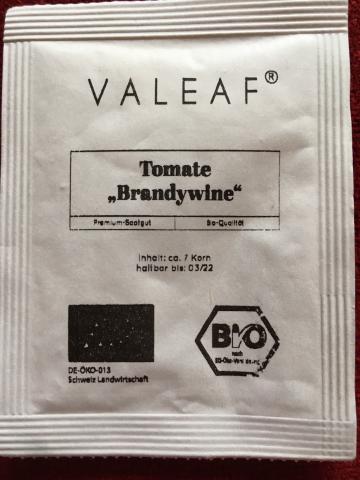 VALEAF®
Tomate
„Brandywine“
Premium-Saatgut Bio-Qualität
Inhalt: ca. 7 Korn
haltbar bis: 03/22
BIO
nach
DE-ÖKO-013
Schweiz Landwirtschaft